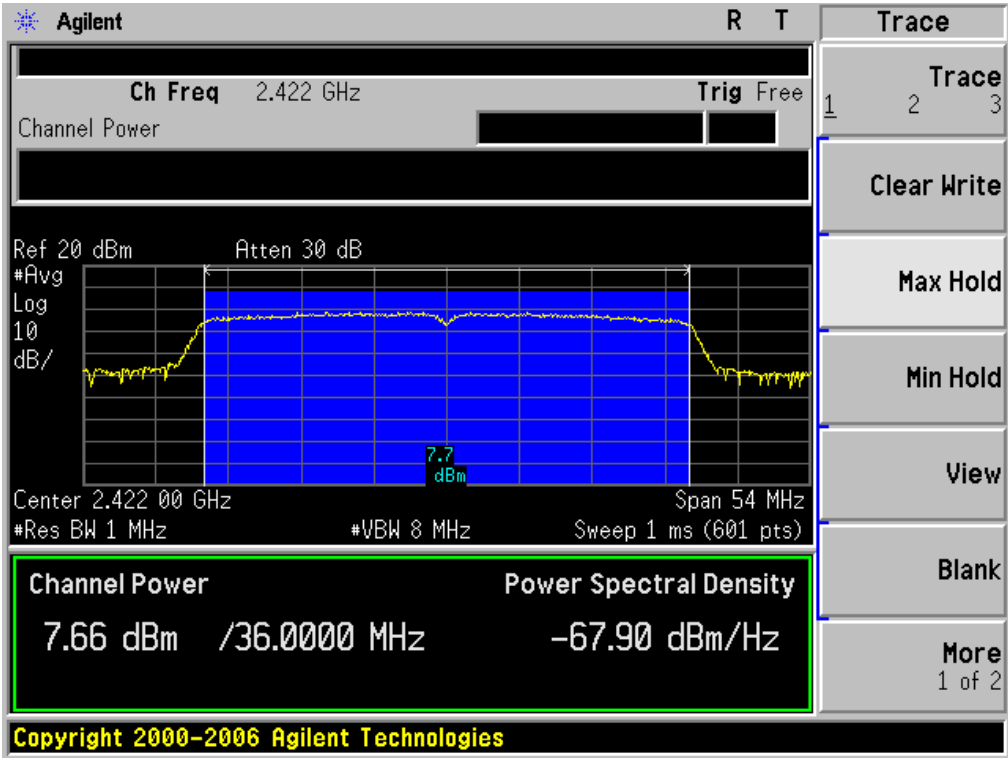 Agilent R T Trace
Ch Freq 2.422 GHz Trig Free
Channel Power
Trace
1 2 3
Clear Write
Max Hold
Min Hold
View
Blank
More
1 of 2
Ref 20 dBm Atten 30 dB
#Avg
Log
10
dB/
7.7
dBm
Center 2.422 00 GHz Span 54 MHz
#Res BW 1 MHz #VBW 8 MHz Sweep 1 ms (601 pts)
Channel Power Power Spectral Density
7.66 dBm /36.0000 MHz -67.90 dBm/Hz
Copyright 2000-2006 Agilent Technologies